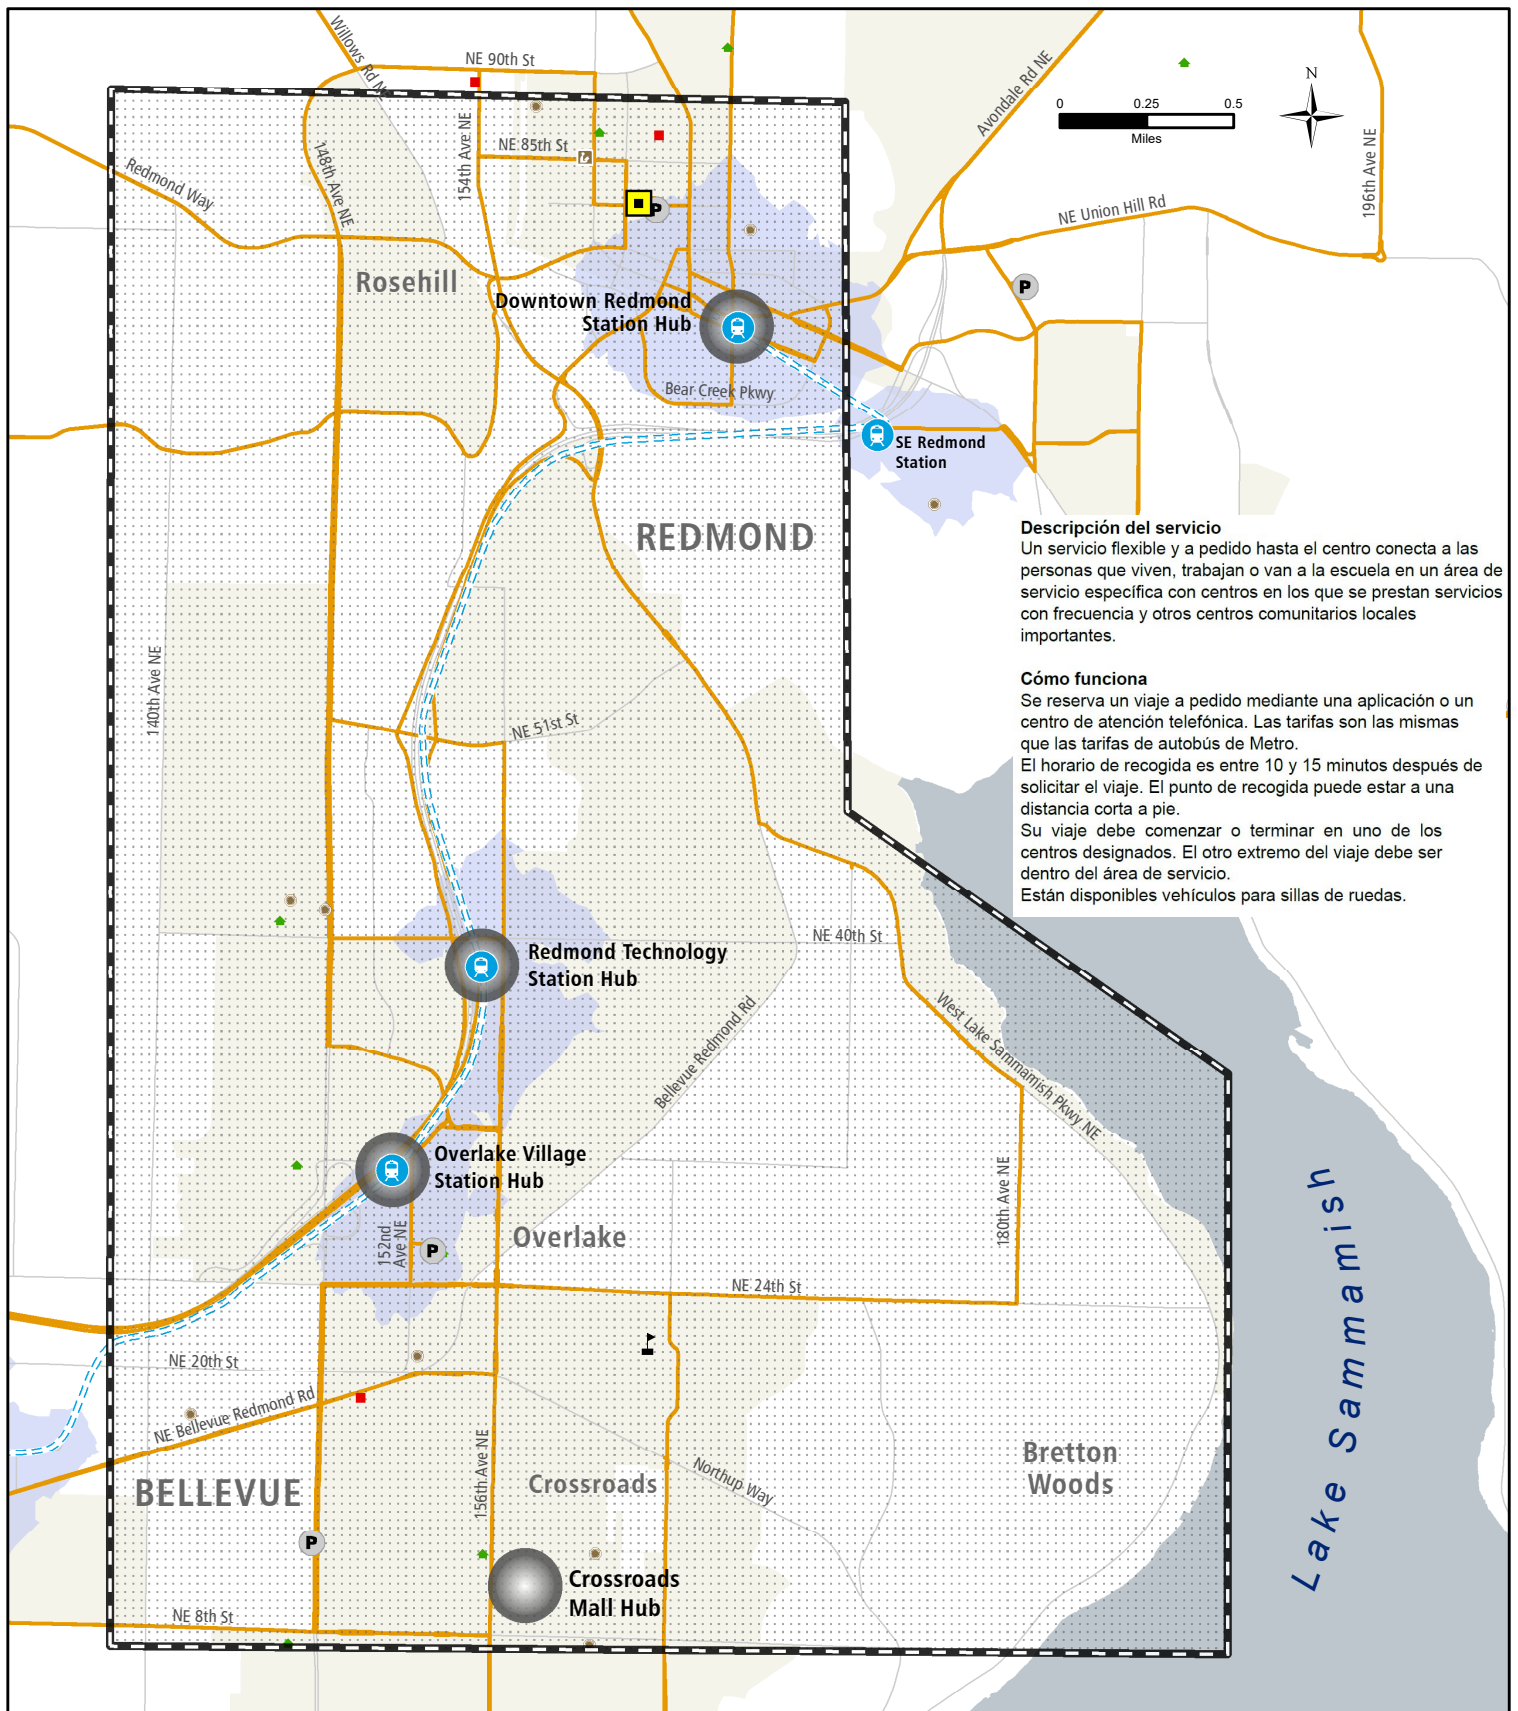 Willows Rd N
NE 90th St
Avondale Rd NE
0
0.25
0.5
Miles
N
196th Ave NE
154th Ave NE
NE 85th St
148th Ave NE
Redmond Way
NE Union Hill Rd
P
P
Rosehill
Downtown Redmond
Station Hub
Bear Creek Pkwy
SE Redmond
Station
REDMOND
Descripción del servicio
Un servicio flexible y a pedido hasta el centro conecta a las
personas que viven, trabajan o van a la escuela en un área de
servicio específica con centros en los que se prestan servicios
con frecuencia y otros centros comunitarios locales
importantes.
Cómo funciona
Se reserva un viaje a pedido mediante una aplicación o un
centro de atención telefónica. Las tarifas son las mismas
que las tarifas de autobús de Metro.
El horario de recogida es entre 10 y 15 minutos después de
solicitar el viaje. El punto de recogida puede estar a una
distancia corta a pie.
Su viaje debe comenzar o terminar en uno de los
centros designados. El otro extremo del viaje debe ser
dentro del área de servicio.
Están disponibles vehículos para sillas de ruedas.
140th Ave NE
NE 51st St
NE 40th St
Redmond Technology
Station Hub
West Lake Sammamish Pkwy NE
Bellevue Redmond Rd
Overlake Village
Station Hub
180th Ave NE
152nd
Ave NE
P
Overlake
NE 24th St
Lake Sammamish
NE 20th St
NE Bellevue Redmond Rd
BELLEVUE
156th Ave NE
Crossroads
Northup Way
Bretton
Woods
P
Crossroads
Mall Hub
NE 8th St